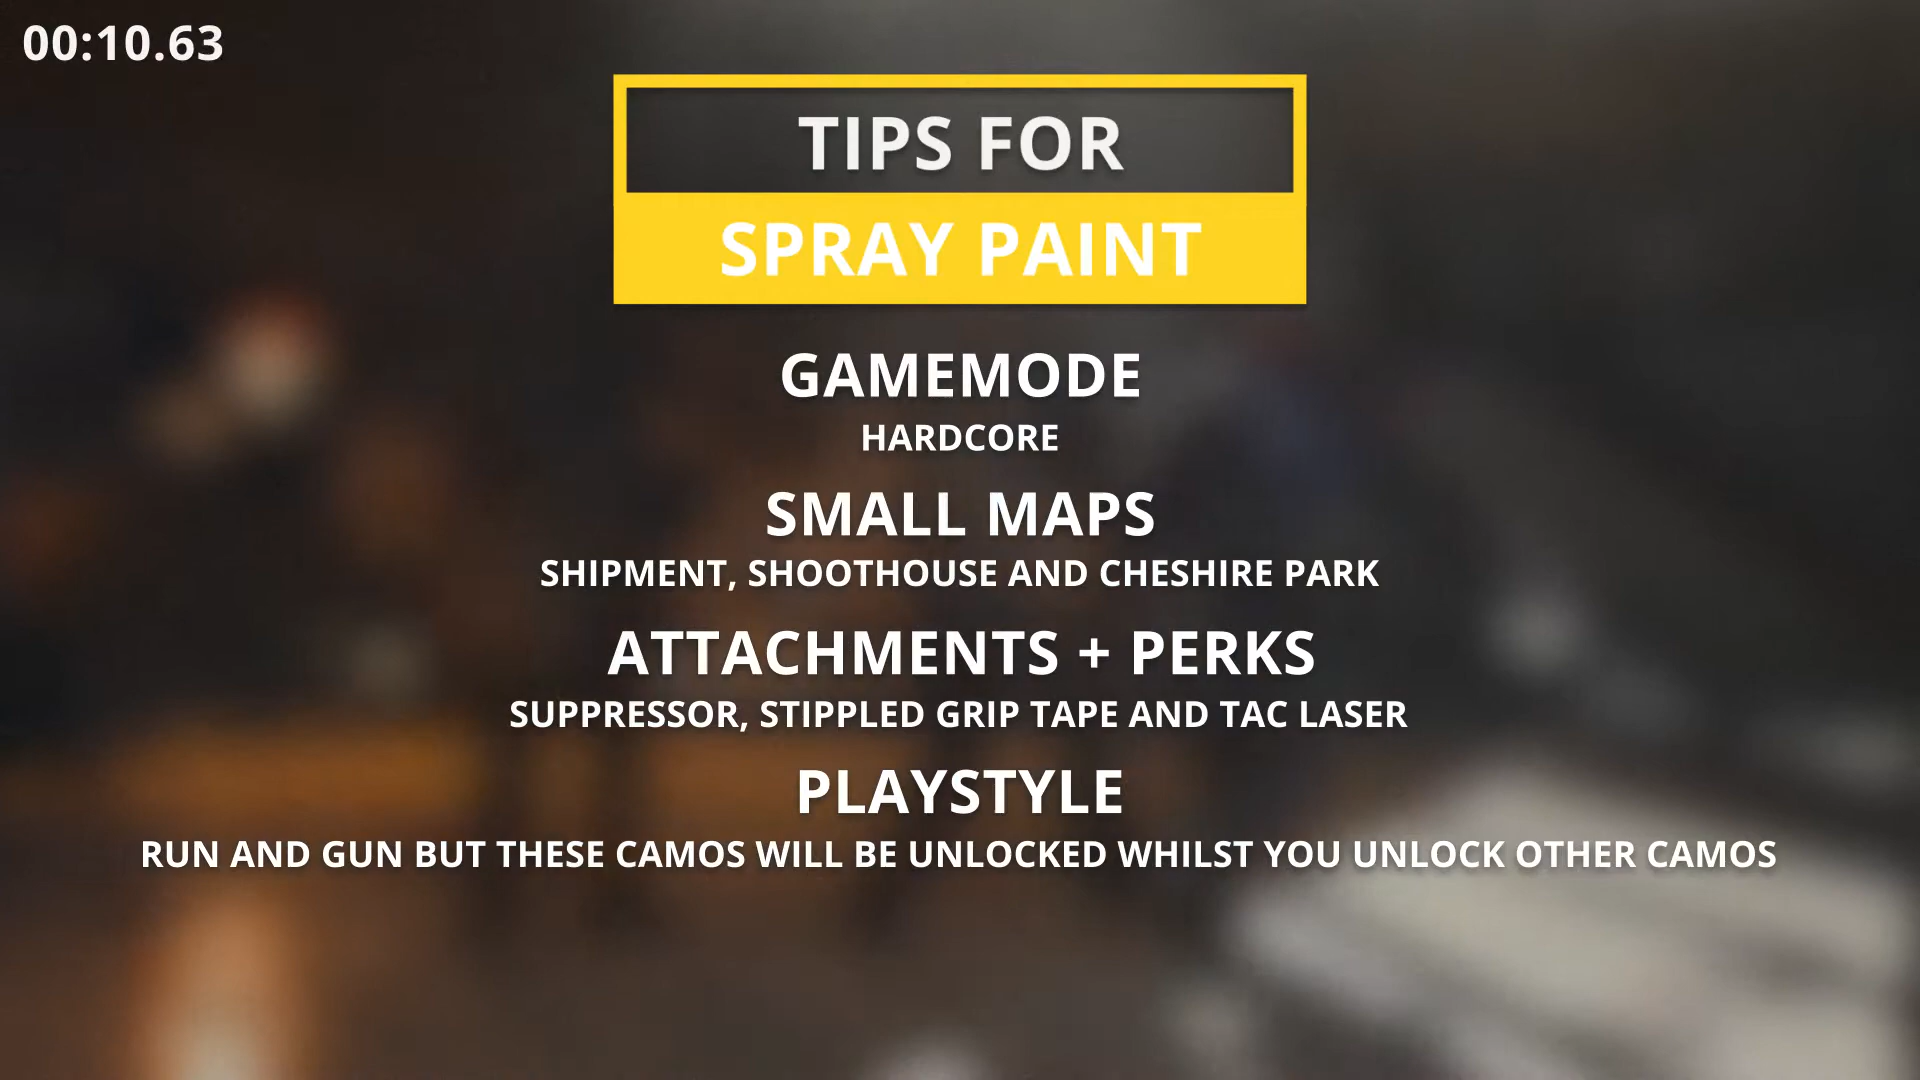 00:10.63
TIPS FOR
SPRAY PAINT
GAMEMODE
HARDCORE
SMALL MAPS
SHIPMENT, SHOOTHOUSE AND CHESHIRE PARK
ATTACHMENTS + PERKS
SUPPRESSOR, STIPPLED GRIP TAPE AND TAC LASER
PLAYSTYLE
RUN AND GUN BUT THESE CAMOS WILL BE UNLOCKED WHILST YOU UNLOCK OTHER CAMOS